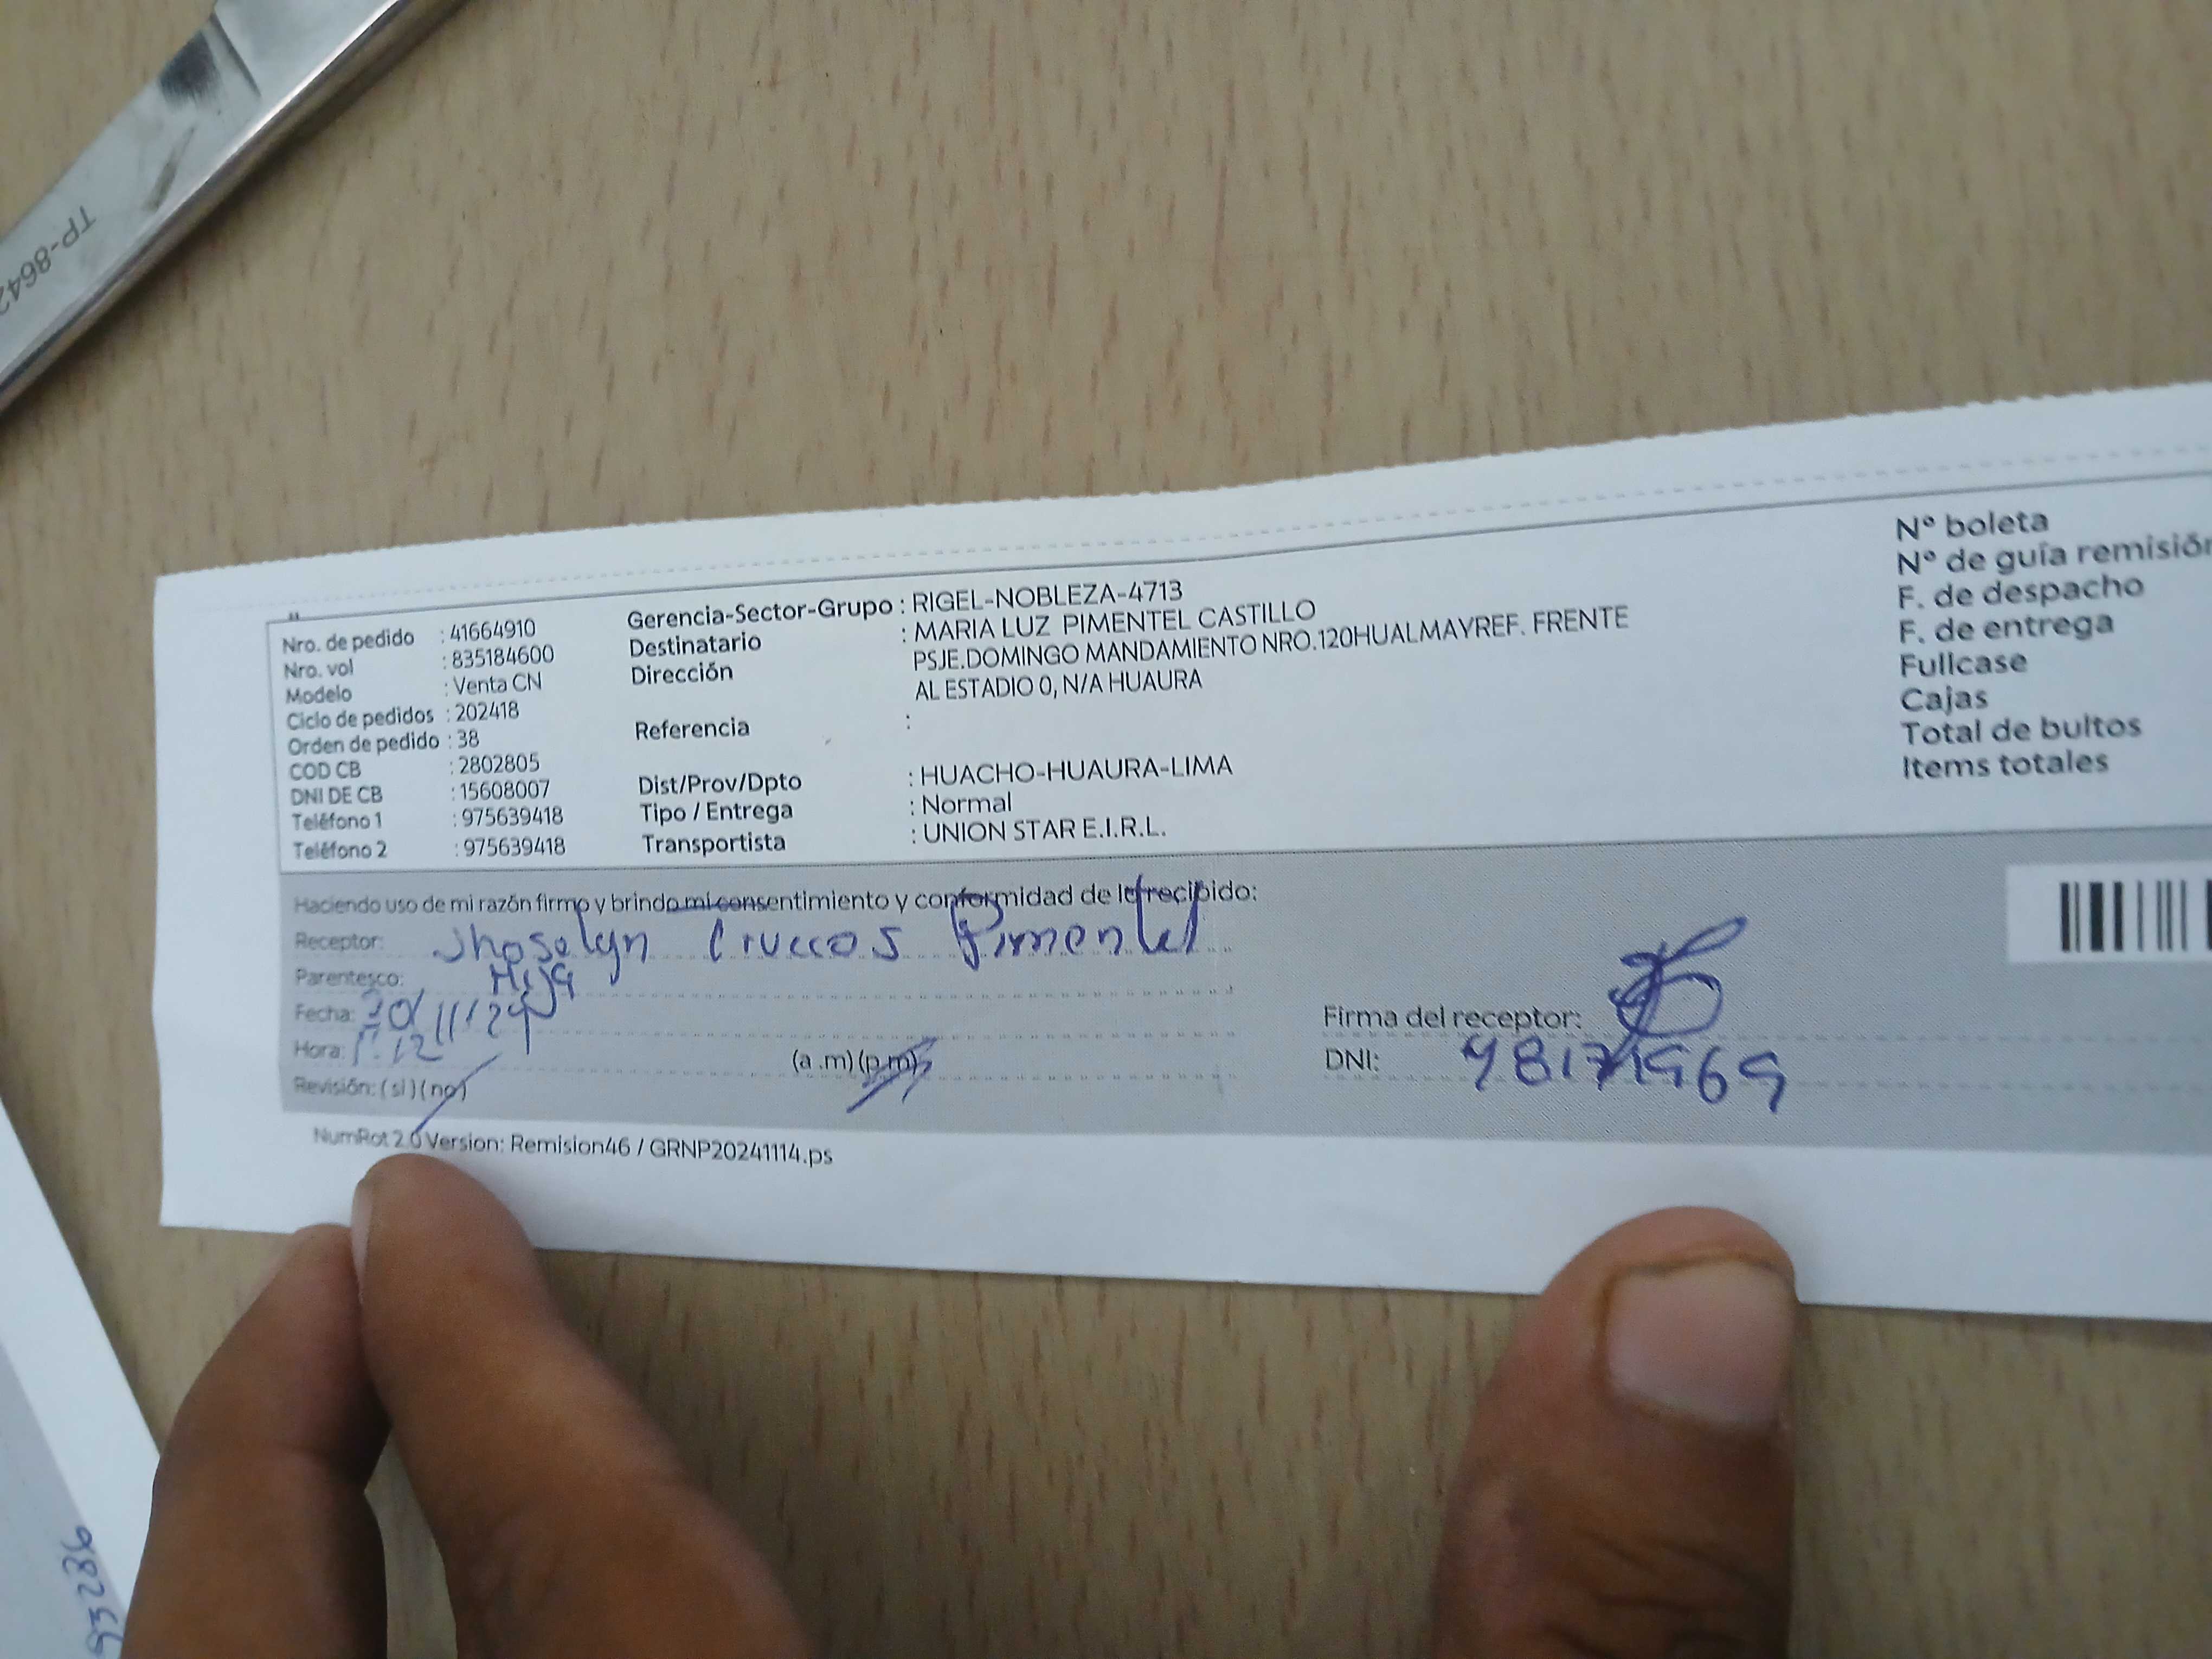 TP-864
Nro. de pedido : 41664910
Nro. vol : 835184600
Modelo : Venta CN
Ciclo de pedidos : 202418
Orden de pedido : 38
COD CB : 2802805
DNI DE CB : 15608007
Teléfono 1 : 975639418
Teléfono 2 : 975639418
Gerencia-Sector-Grupo : RIGEL-NOBLEZA-4713
Destinatario : MARIA LUZ PIMENTEL CASTILLO
Dirección PSJE.DOMINGO MANDAMIENTO NRO.120HUALMAYREF. FRENTE
AL ESTADIO 0, N/A HUAURA
Referencia :
Dist/Prov/Dpto : HUACHO-HUAURA-LIMA
Tipo / Entrega : Normal
Transportista : UNION STAR E.I.R.L.
N° boleta
N° de guía remisión
F. de despacho
F. de entrega
Fullcase
Cajas
Total de bultos
Items totales
Haciendo uso de mi razón firmo y brindo mi consentimiento y conformidad de lo recibido:
Receptor: Jhoselyn Pimentel
Parentesco: Hija
Fecha: 20/11/24
Hora: 12 (a .m) (p.m)
Revisión: (si) (no)
Firma del receptor:
DNI:
NumRot 2.0 Version: Remision46 / GRNP20241114.ps